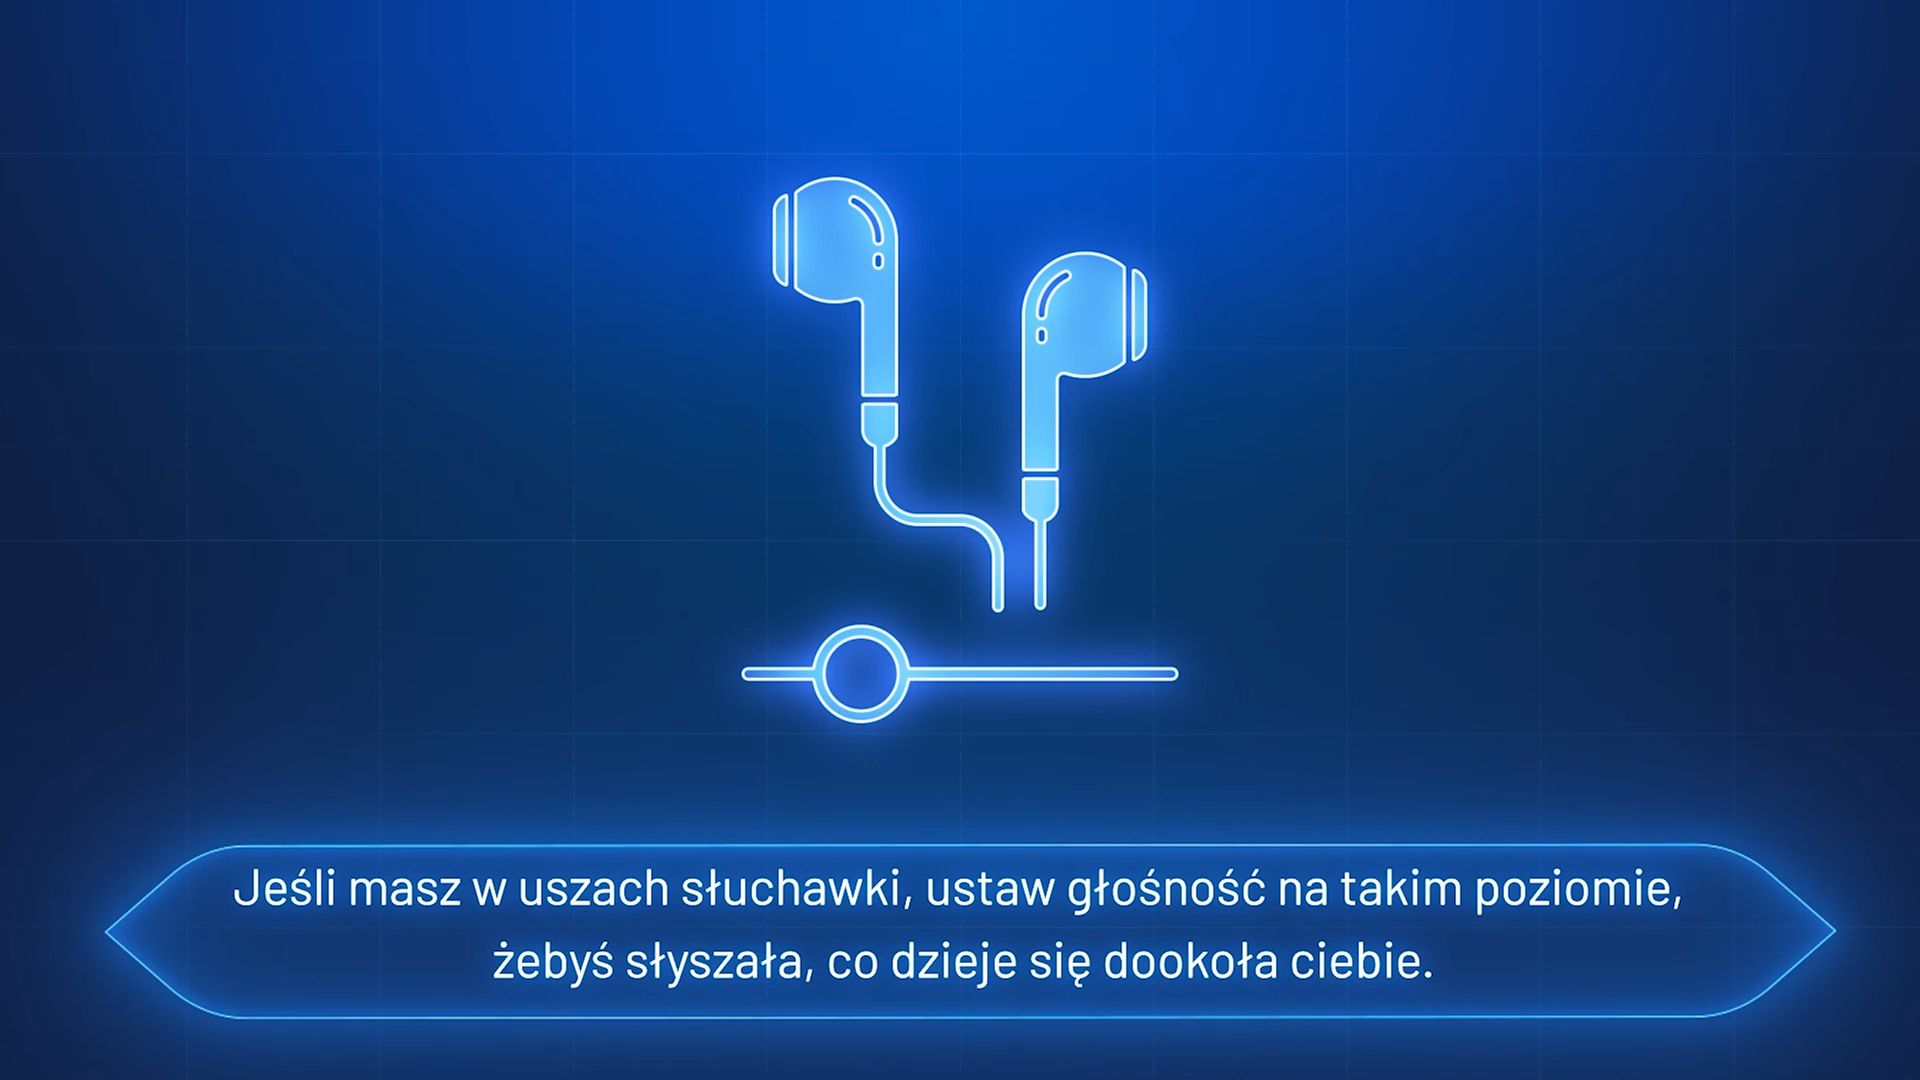 Jeśli masz w uszach słuchawki, ustaw głośność na takim poziomie,
żebyś słyszała, co dzieje się dookoła ciebie.